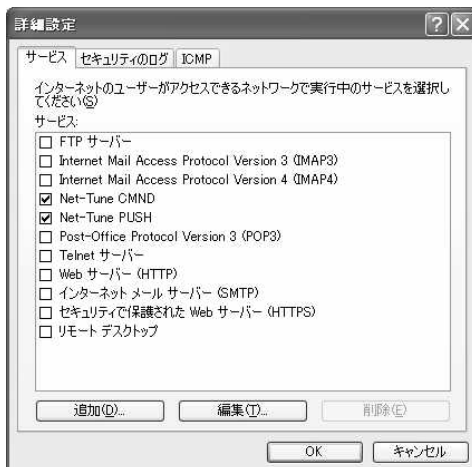 詳細設定
サービス セキュリティのログ ICMP
インターネットのユーザーがアクセスできるネットワークで実行中のサービスを選択し
てください(S)
サービス:
FTP サーバー
Internet Mail Access Protocol Version 3 (IMAP3)
Internet Mail Access Protocol Version 4 (IMAP4)
Net-Tune CMND
Net-Tune PUSH
Post-Office Protocol Version 3 (POP3)
Telnet サーバー
Web サーバー (HTTP)
インターネット メール サーバー (SMTP)
セキュリティで保護された Web サーバー (HTTPS)
リモート デスクトップ
追加(D)... 編集(T)... 削除(E)
OK キャンセル